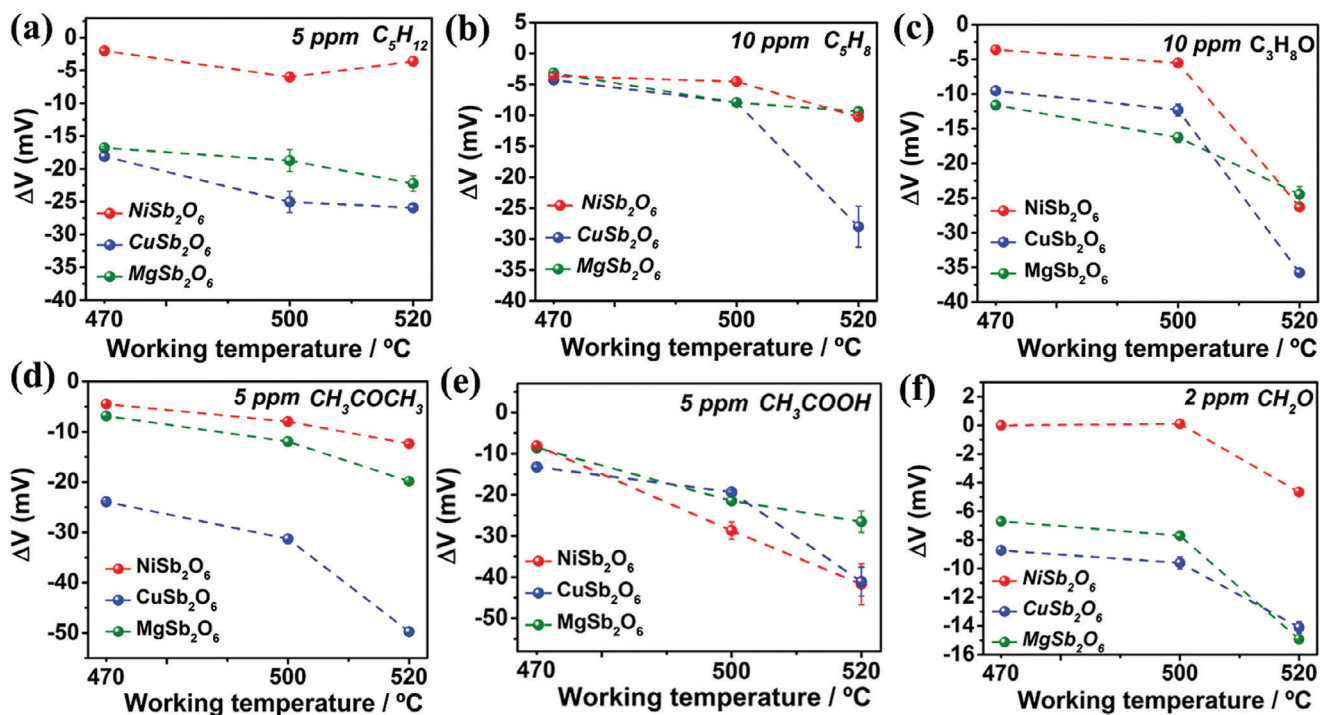 (a)
5 ppm C₅H₁₂
0
-5
-10
-15
-20
-25
-30
-35
-40
ΔV (mV)
NiSb₂O₆
CuSb₂O₆
MgSb₂O₆
470
500
520
Working temperature / ºC
(b)
10 ppm C₅H₈
5
0
-5
-10
-15
-20
-25
-30
-35
-40
ΔV (mV)
NiSb₂O₆
CuSb₂O₆
MgSb₂O₆
470
500
520
Working temperature / ºC
(c)
10 ppm C₃H₈O
0
-5
-10
-15
-20
-25
-30
-35
-40
ΔV (mV)
NiSb₂O₆
CuSb₂O₆
MgSb₂O₆
470
500
520
Working temperature / ºC
(d)
5 ppm CH₃COCH₃
0
-10
-20
-30
-40
-50
ΔV (mV)
NiSb₂O₆
CuSb₂O₆
MgSb₂O₆
470
500
520
Working temperature / ºC
(e)
5 ppm CH₃COOH
0
-10
-20
-30
-40
-50
ΔV (mV)
NiSb₂O₆
CuSb₂O₆
MgSb₂O₆
470
500
520
Working temperature / ºC
(f)
2 ppm CH₂O
2
0
-2
-4
-6
-8
-10
-12
-14
-16
ΔV (mV)
NiSb₂O₆
CuSb₂O₆
MgSb₂O₆
470
500
520
Working temperature / ºC